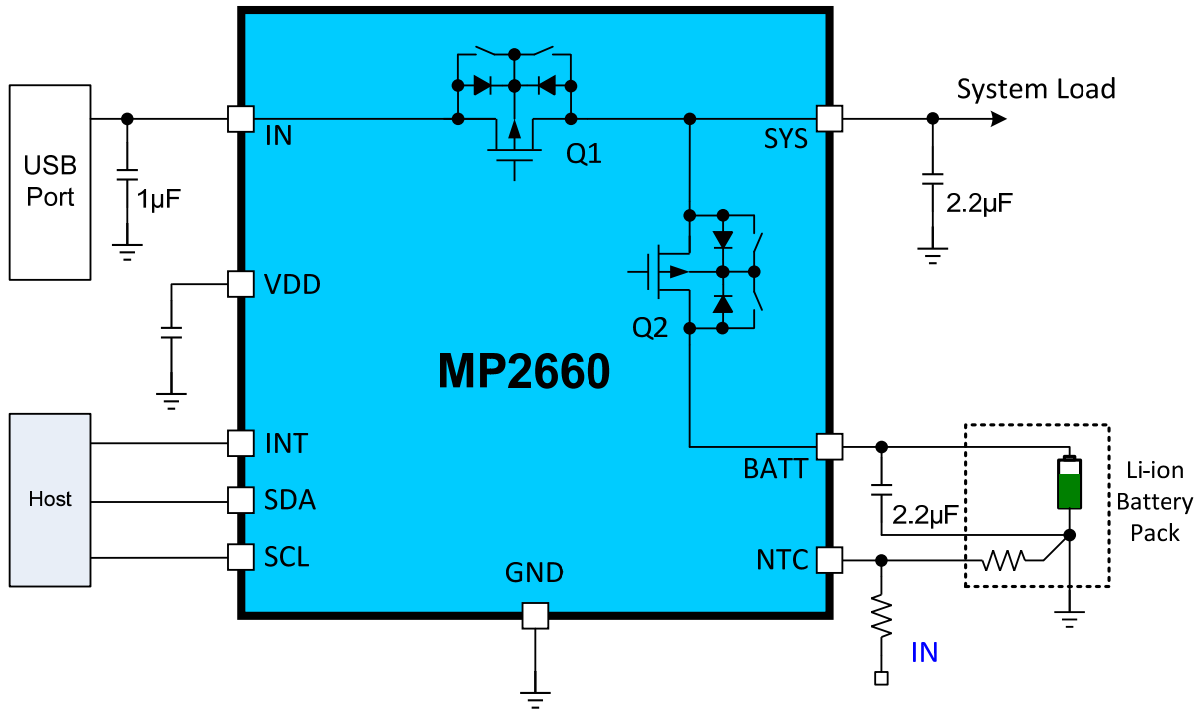 System Load
USB
Port
IN
Q1
SYS
1µF
2.2µF
VDD
Q2
MP2660
INT
BATT
Li-ion
Battery
Pack
Host
SDA
2.2µF
SCL
GND
NTC
IN